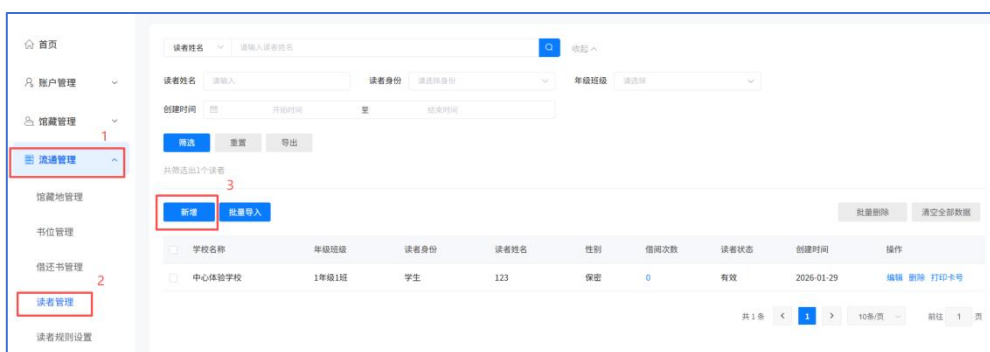 首页
账户管理
馆藏管理
1
流通管理
馆藏地管理
书位管理
借还书管理
2
读者管理
读者规则设置
读者姓名 请输入读者姓名 收起
读者姓名 请输入 读者身份 请选择身份 年级班级 请选择
创建时间 开始时间 至 结束时间
筛选 重置 导出
共筛选出1个读者
3
新增 批量导入 批量删除 清空全部数据
学校名称 年级班级 读者身份 读者姓名 性别 借阅次数 读者状态 创建时间 操作
中心体验学校 1年级1班 学生 123 保密 0 有效 2026-01-29 编辑 删除 打印卡号
共1条 < 1 > 10条/页 前往 1 页